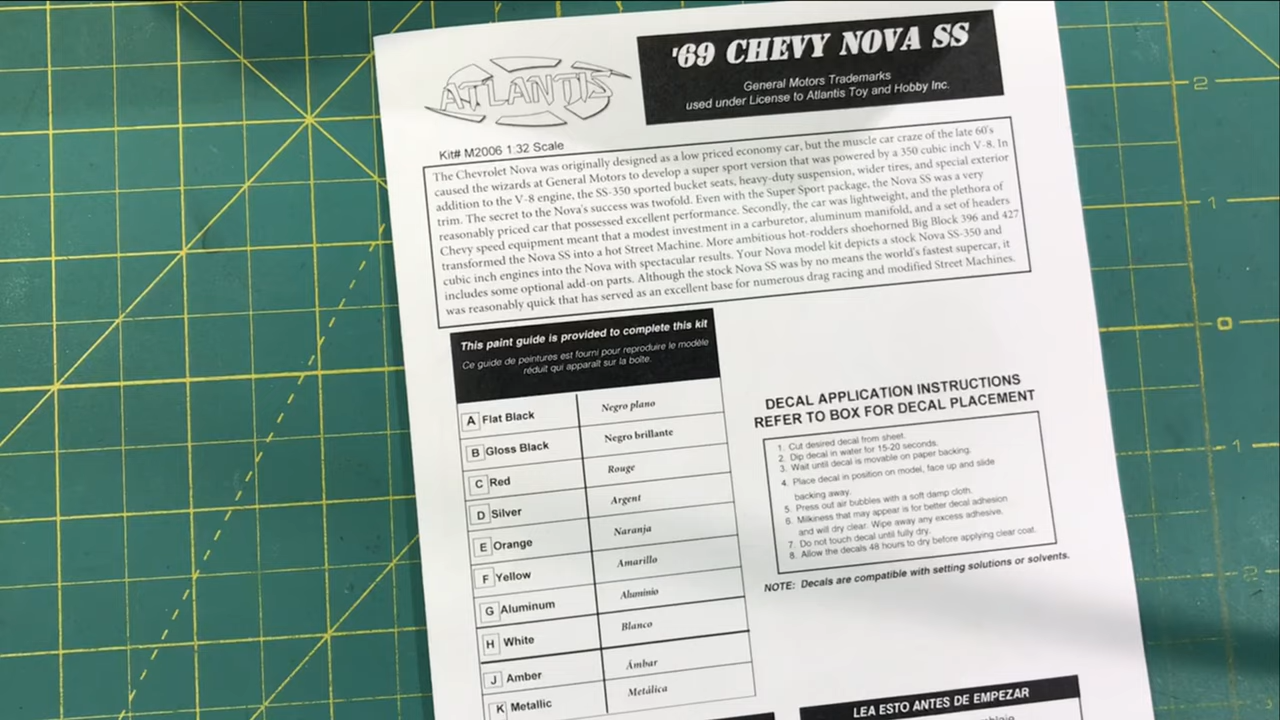 ATLANTIS
'69 CHEVY NOVA SS
General Motors Trademarks
used under License to Atlantis Toy and Hobby Inc.
Kit# M2006 1:32 Scale
The Chevrolet Nova was originally designed as a low priced economy car, but the muscle car craze of the late 60's
caused the wizards at General Motors to develop a super sport version that was powered by a 350 cubic inch V-8. In
addition to the V-8 engine, the SS-350 sported bucket seats, heavy-duty suspension, wider tires, and special exterior
trim. The secret to the Nova's success was twofold. Even with the Super Sport package, the Nova SS was a very
reasonably priced car that possessed excellent performance. Secondly, the car was lightweight, and the plethora of
Chevy speed equipment meant that a modest investment in a carburetor, aluminum manifold, and a set of headers
transformed the Nova SS into a hot Street Machine. More ambitious hot-rodders shoehorned Big Block 396 and 427
cubic inch engines into the Nova with spectacular results. Your Nova model kit depicts a stock Nova SS-350 and
includes some optional add-on parts. Although the stock Nova SS was by no means the world's fastest supercar, it
was reasonably quick that has served as an excellent base for numerous drag racing and modified Street Machines.
This paint guide is provided to complete this kit
Ce guide de peintures est fourni pour reproduire le modèle
réduit qui apparaît sur la boîte.
A Flat Black Negro plano
B Gloss Black Negro brillante
C Red Rouge
D Silver Argent
E Orange Naranja
F Yellow Amarillo
G Aluminum Aluminio
H White Blanco
J Amber Ámbar
K Metallic Metálica
DECAL APPLICATION INSTRUCTIONS
REFER TO BOX FOR DECAL PLACEMENT
1. Cut desired decal from sheet.
2. Dip decal in water for 15-20 seconds.
3. Wait until decal is movable on paper backing.
4. Place decal in position on model, face up and slide
backing away.
5. Press out air bubbles with a soft damp cloth.
6. Milkiness that may appear is for better decal adhesion
and will dry clear. Wipe away any excess adhesive.
7. Do not touch decal until fully dry.
8. Allow the decals 48 hours to dry before applying clear coat.
NOTE: Decals are compatible with setting solutions or solvents.
LEA ESTO ANTES DE EMPEZAR
2
1
0
1
2